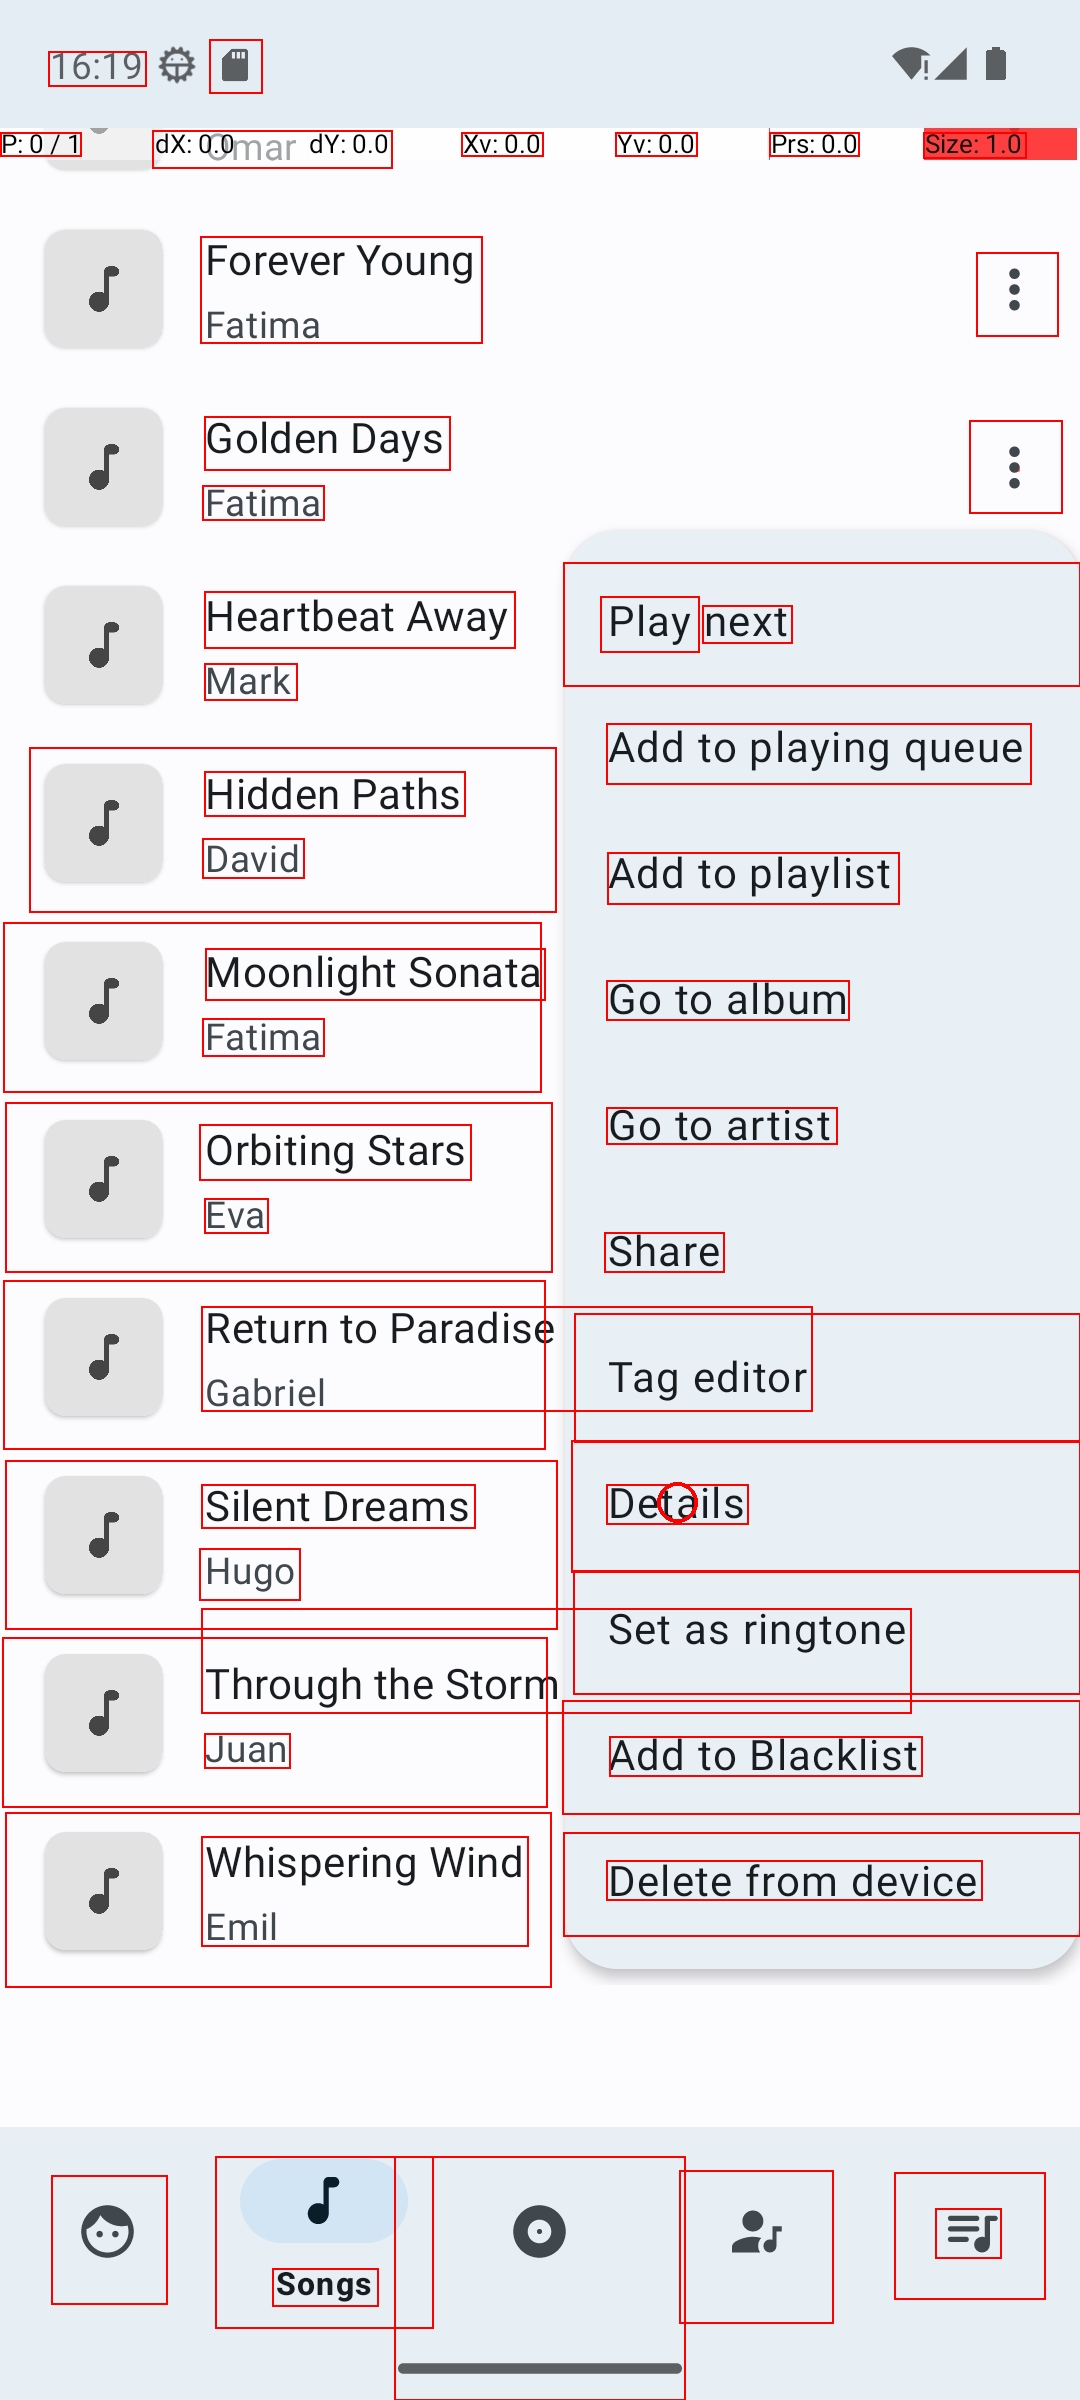 16:19
P: 0 / 1 dX: 0.0 dY: 0.0 Xv: 0.0 Yv: 0.0 Prs: 0.0 Size: 1.0
Omar
Forever Young
Fatima
Golden Days
Fatima
Heartbeat Away
Mark
Hidden Paths
David
Moonlight Sonata
Fatima
Orbiting Stars
Eva
Return to Paradise
Gabriel
Silent Dreams
Hugo
Through the Storm
Juan
Whispering Wind
Emil
Play next
Add to playing queue
Add to playlist
Go to album
Go to artist
Share
Tag editor
Details
Set as ringtone
Add to Blacklist
Delete from device
Songs